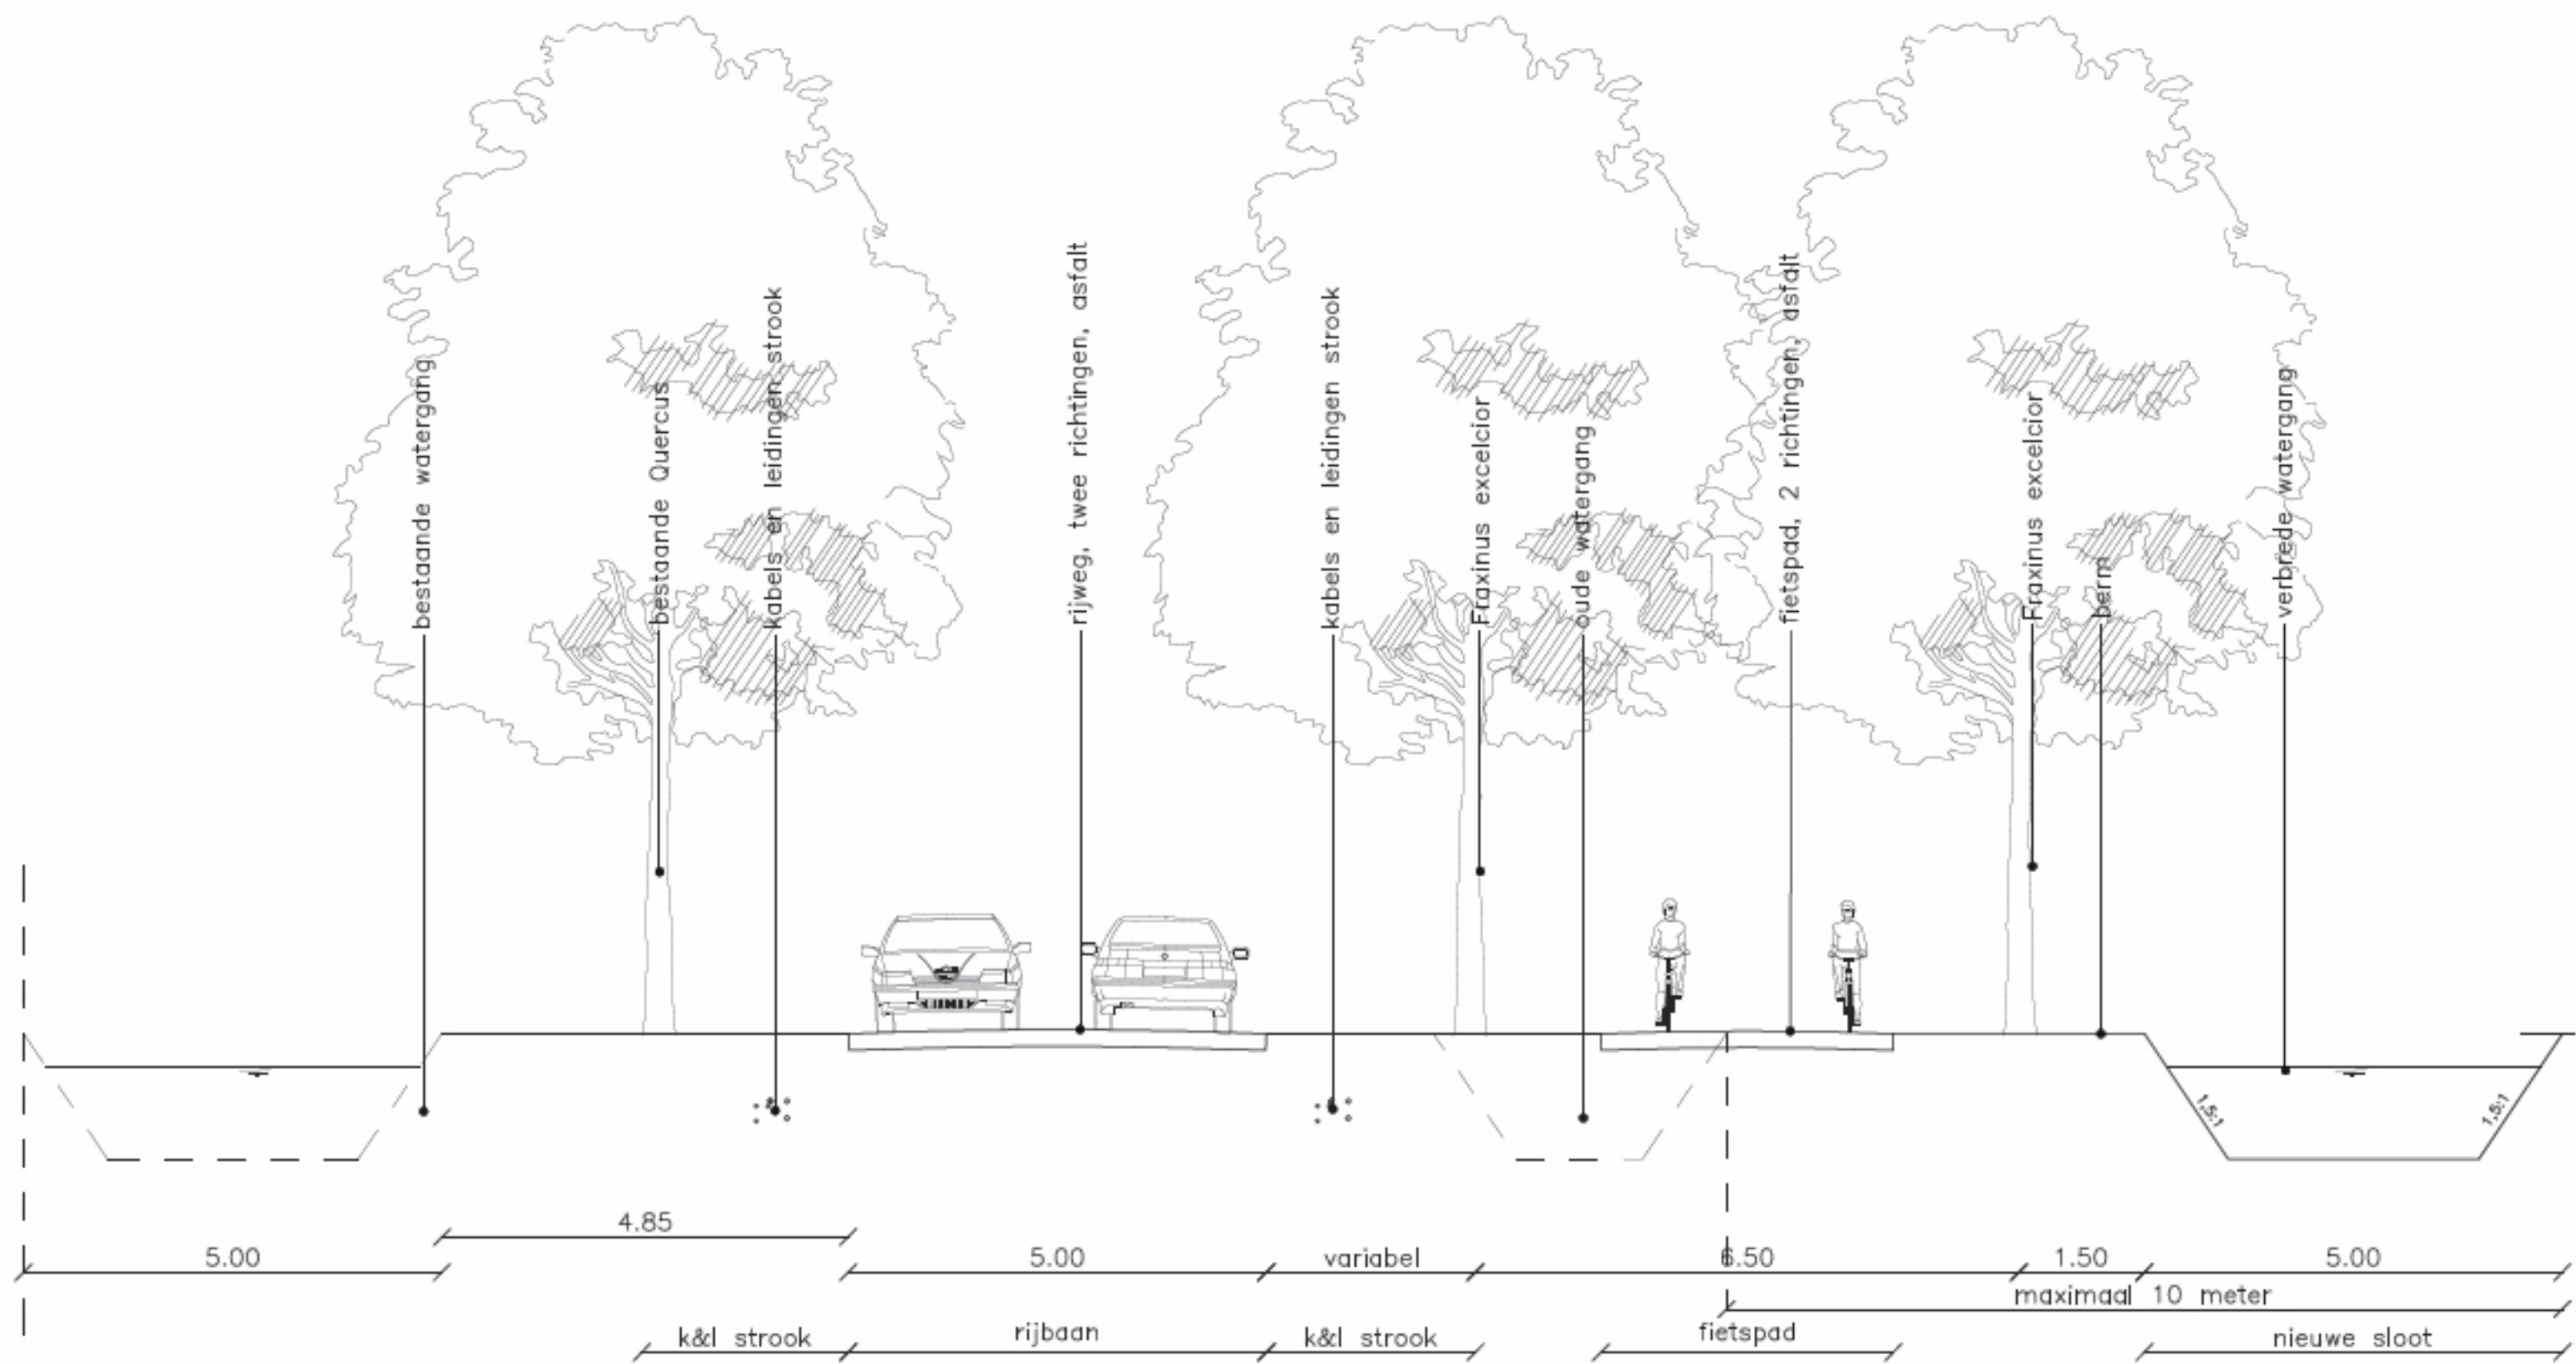 bestaande watergang
bestaande Quercus
kabels en leidingen strook
rijweg, twee richtingen, asfalt
kabels en leidingen strook
Fraxinus excelcior
oude watergang
fietspad, 2 richtingen, asfalt
Fraxinus excelcior
berm
verbrede watergang
1,5:1
1,5:1
4.85
5.00
5.00
variabel
6.50
1.50
5.00
maximaal 10 meter
k&l strook
rijbaan
k&l strook
fietspad
nieuwe sloot